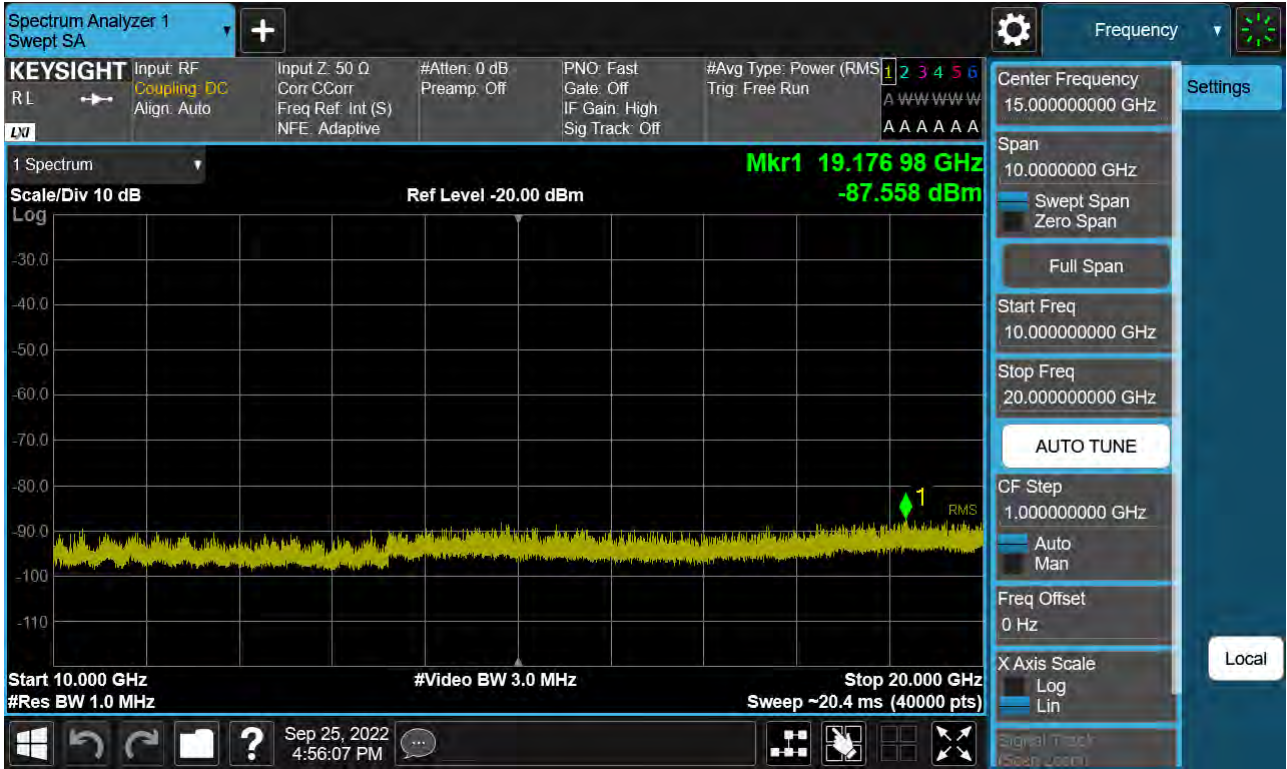 Spectrum Analyzer 1
Swept SA
Frequency
KEYSIGHT
R L
LXI
Input: RF
Coupling: DC
Align: Auto
Input Z: 50 Ω
Corr CCorr
Freq Ref: Int (S)
NFE: Adaptive
#Atten: 0 dB
Preamp: Off
PNO: Fast
Gate: Off
IF Gain: High
Sig Track: Off
#Avg Type: Power (RMS
Trig: Free Run
1 2 3 4 5 6
A W W W W W
A A A A A A
1 Spectrum
Scale/Div 10 dB
Ref Level -20.00 dBm
Mkr1 19.176 98 GHz
-87.558 dBm
Log
-30.0
-40.0
-50.0
-60.0
-70.0
-80.0
-90.0
-100
-110
1
RMS
Start 10.000 GHz
#Video BW 3.0 MHz
Stop 20.000 GHz
#Res BW 1.0 MHz
Sweep ~20.4 ms (40000 pts)
Center Frequency
15.000000000 GHz
Settings
Span
10.0000000 GHz
Swept Span
Zero Span
Full Span
Start Freq
10.000000000 GHz
Stop Freq
20.000000000 GHz
AUTO TUNE
CF Step
1.000000000 GHz
Auto
Man
Freq Offset
0 Hz
X Axis Scale
Log
Lin
Local
Signal Track
(Span Zoom)
?
Sep 25, 2022
4:56:07 PM